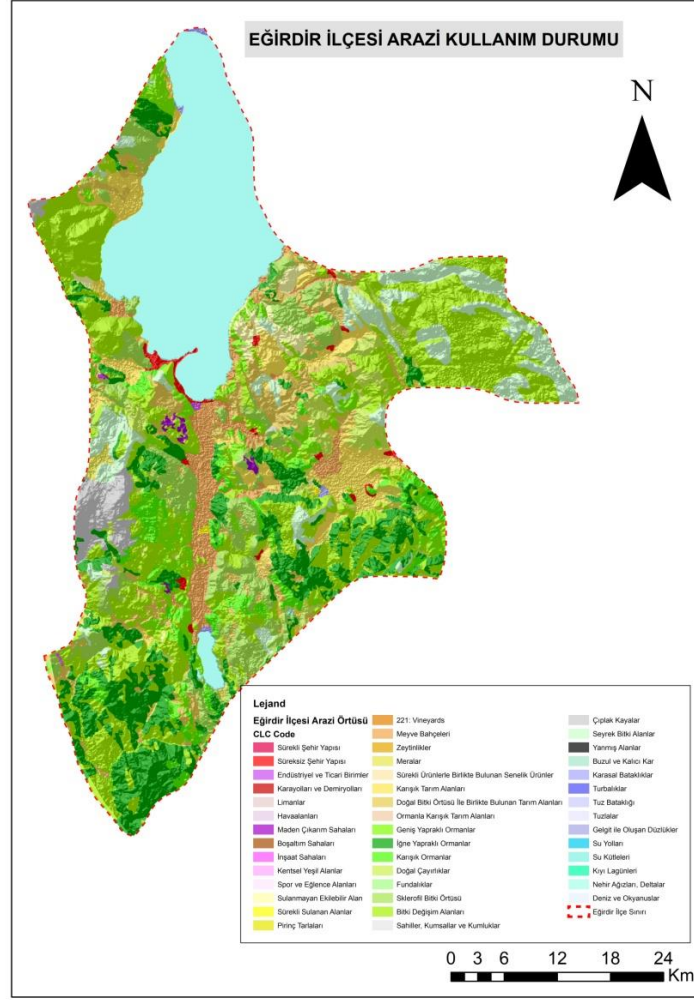 EĞİRDİR İLÇESİ ARAZİ KULLANIM DURUMU
N
Lejand
Eğirdir İlçesi Arazi Örtüsü
CLC Code
Sürekli Şehir Yapısı
Süreksiz Şehir Yapısı
Endüstriyel ve Ticari Birimler
Karayolları ve Demiryolları
Limanlar
Havaalanları
Maden Çıkarım Sahaları
Boşaltım Sahaları
İnşaat Sahaları
Kentsel Yeşil Alanlar
Spor ve Eğlence Alanları
Sulanmayan Ekilebilir Alan
Sürekli Sulanan Alanlar
Pirinç Tarlaları
221: Vineyards
Meyve Bahçeleri
Zeytinlikler
Meralar
Sürekli Ürünlerle Birlikte Bulunan Senelik Ürünler
Karışık Tarım Alanları
Doğal Bitki Örtüsü İle Birlikte Bulunan Tarım Alanları
Ormanla Karışık Tarım Alanları
Geniş Yapraklı Ormanlar
İğne Yapraklı Ormanlar
Karışık Ormanlar
Doğal Çayırlıklar
Fundalıklar
Sklerofil Bitki Örtüsü
Bitki Değişim Alanları
Sahiller, Kumsallar ve Kumluklar
Çıplak Kayalar
Seyrek Bitki Alanlar
Yanmış Alanlar
Buzul ve Kalıcı Kar
Karasal Bataklıklar
Turbalıklar
Tuz Bataklığı
Tuzlalar
Gelgit ile Oluşan Düzlükler
Su Yolları
Su Kütleleri
Kıyı Lagünleri
Nehir Ağızları, Deltalar
Deniz ve Okyanuslar
Eğirdir İlçe Sınırı
0 3 6 12 18 24
Km